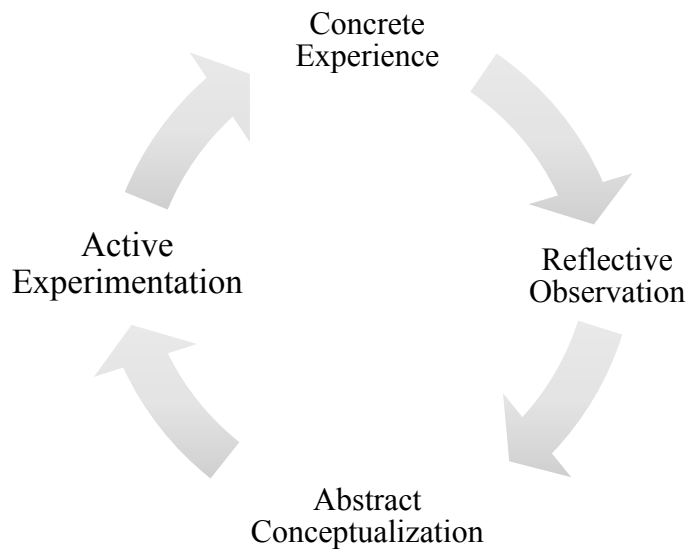 Concrete
Experience
Reflective
Observation
Abstract
Conceptualization
Active
Experimentation